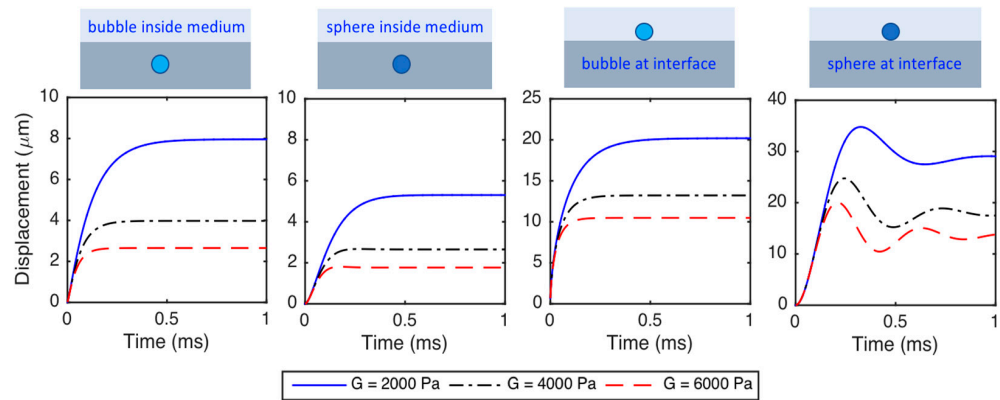 bubble inside medium
sphere inside medium
bubble at interface
sphere at interface
Displacement (μm)
10
8
6
4
2
0
0 0.5 1
Time (ms)
10
8
6
4
2
0
0 0.5 1
Time (ms)
25
20
15
10
5
0
0 0.5 1
Time (ms)
40
30
20
10
0
0 0.5 1
Time (ms)
G = 2000 Pa G = 4000 Pa G = 6000 Pa